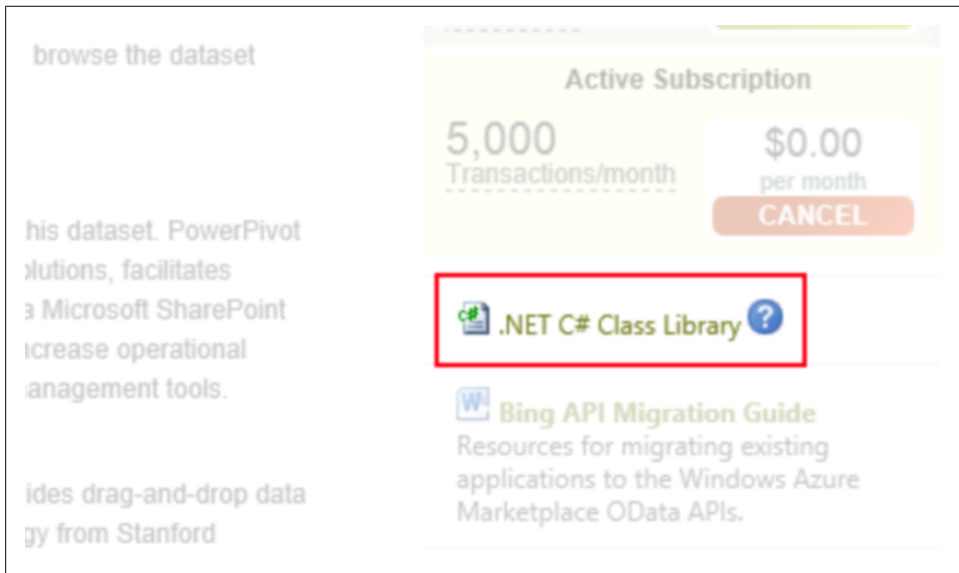 browse the dataset
his dataset. PowerPivot
olutions, facilitates
a Microsoft SharePoint
ncrease operational
anagement tools.
ides drag-and-drop data
gy from Stanford
Active Subscription
5,000
Transactions/month
$0.00
per month
CANCEL
C# .NET C# Class Library ?
W Bing API Migration Guide
Resources for migrating existing
applications to the Windows Azure
Marketplace OData APIs.